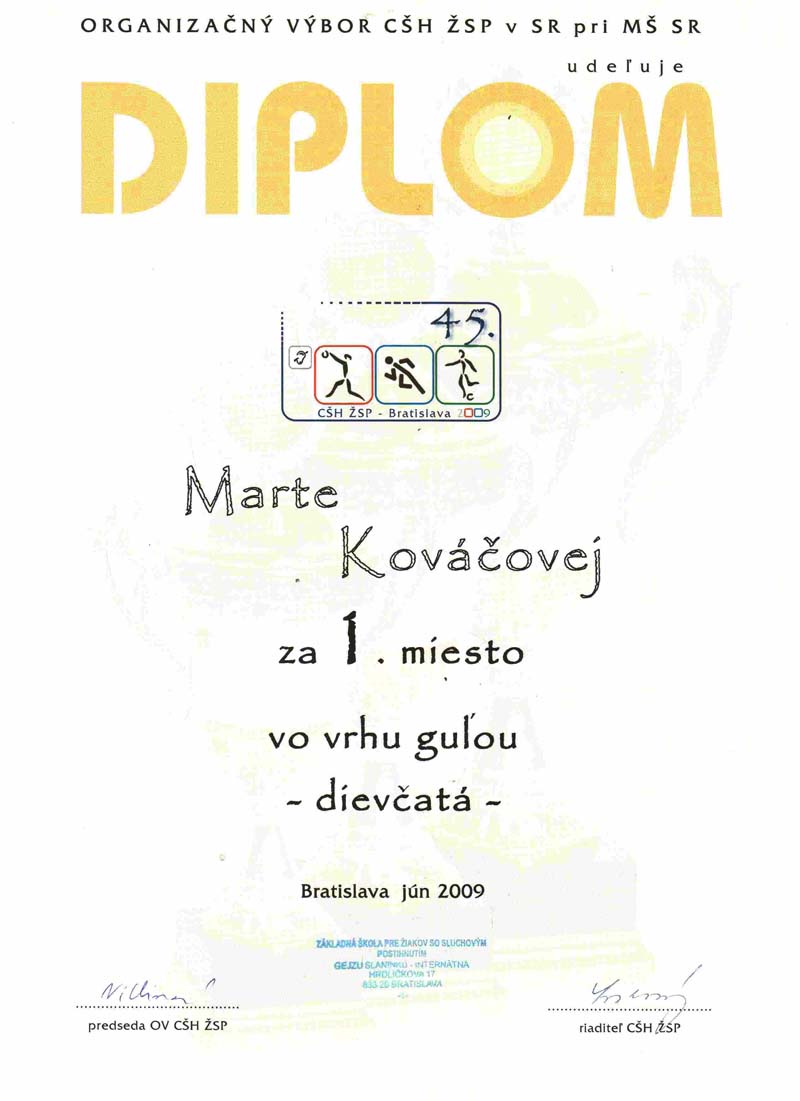 ORGANIZAČNÝ VÝBOR CŠH ŽSP v SR pri MŠ SR
udeľuje
DIPLOM
45.
CŠH ŽSP - Bratislava 2009
Marte
Kováčovej
za 1. miesto
vo vrhu guľou
- dievčatá -
Bratislava jún 2009
ZÁKLADNÁ ŠKOLA PRE ŽIAKOV SO SLUCHOVÝM
POSTIHNUTÍM
GEJZU SLANINKU - INTERNÁTNA
HRDLIČKOVA 17
833 20 BRATISLAVA
predseda OV CŠH ŽSP
riaditeľ CŠH ŽSP